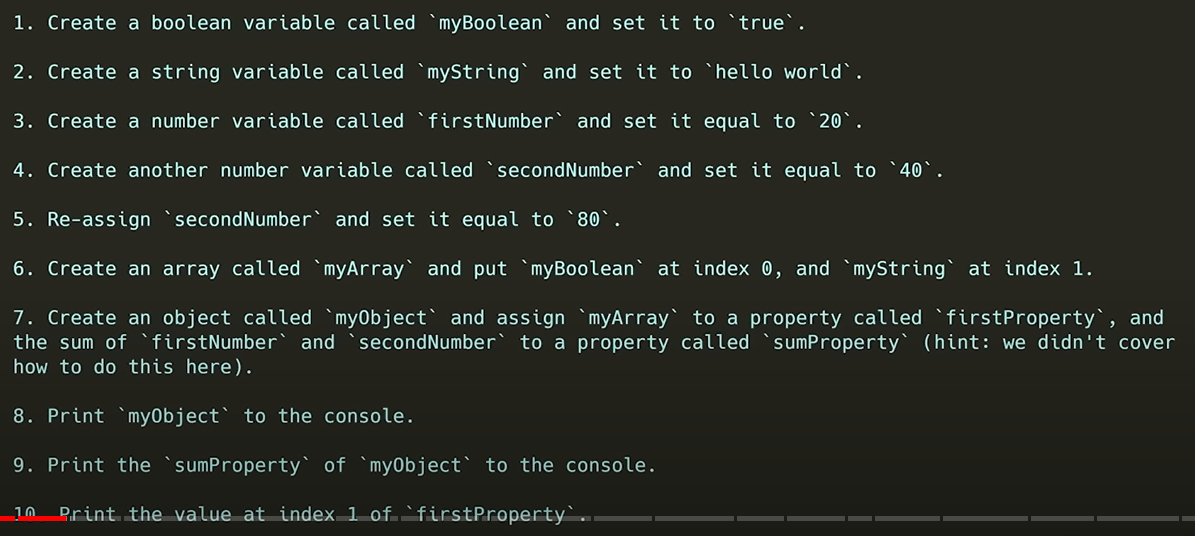 1. Create a boolean variable called `myBoolean` and set it to `true`.
2. Create a string variable called `myString` and set it to `hello world`.
3. Create a number variable called `firstNumber` and set it equal to `20`.
4. Create another number variable called `secondNumber` and set it equal to `40`.
5. Re-assign `secondNumber` and set it equal to `80`.
6. Create an array called `myArray` and put `myBoolean` at index 0, and `myString` at index 1.
7. Create an object called `myObject` and assign `myArray` to a property called `firstProperty`, and
the sum of `firstNumber` and `secondNumber` to a property called `sumProperty` (hint: we didn't cover
how to do this here).
8. Print `myObject` to the console.
9. Print the `sumProperty` of `myObject` to the console.
10. Print the value at index 1 of `firstProperty`.